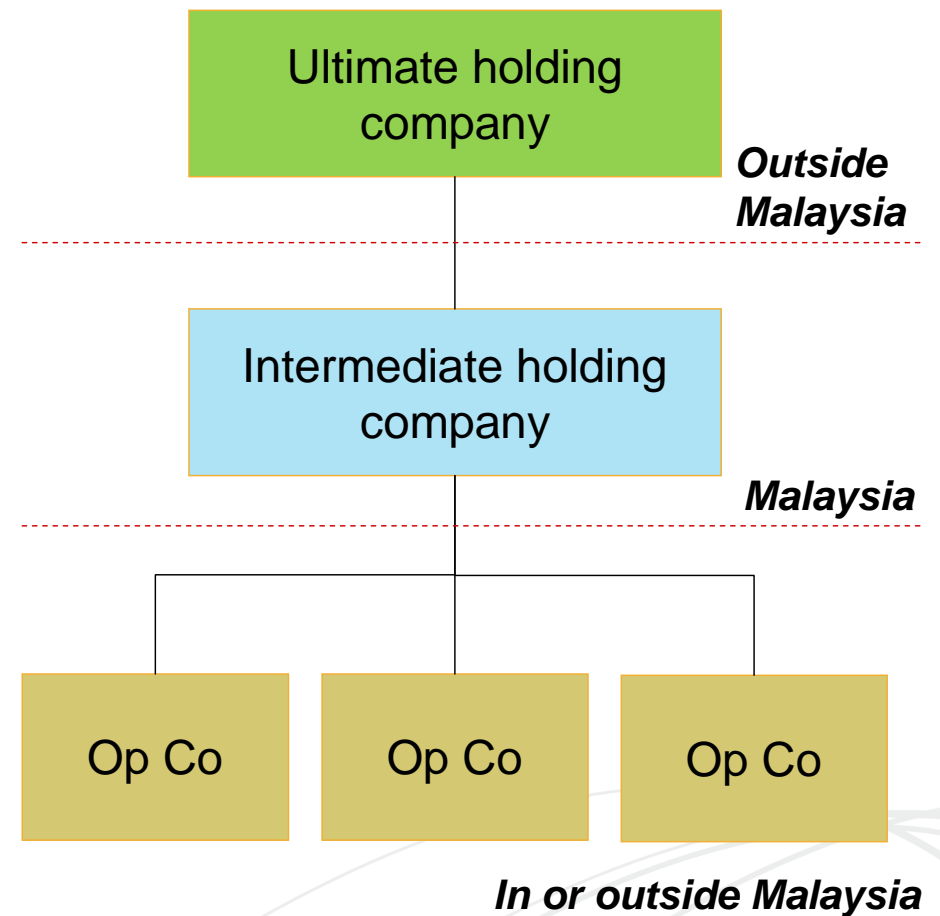 Ultimate holding
company
Outside
Malaysia
Intermediate holding
company
Malaysia
Op Co
Op Co
Op Co
In or outside Malaysia